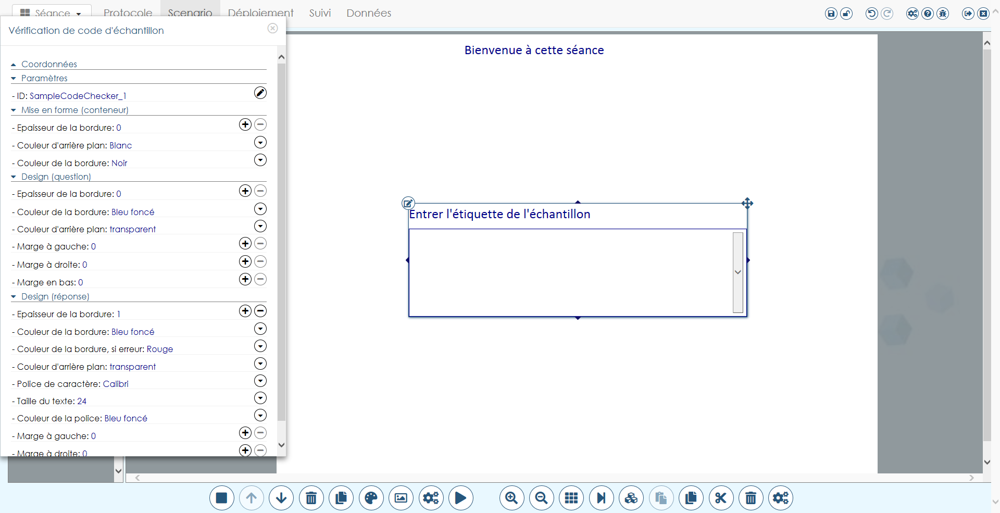 Séance
Protocole
Scenario
Déploiement
Suivi
Données
Vérification de code d'échantillon
Coordonnées
Paramètres
- ID: SampleCodeChecker_1
Mise en forme (conteneur)
- Epaisseur de la bordure: 0
- Couleur d'arrière plan: Blanc
- Couleur de la bordure: Noir
Design (question)
- Epaisseur de la bordure: 0
- Couleur de la bordure: Bleu foncé
- Couleur d'arrière plan: transparent
- Marge à gauche: 0
- Marge à droite: 0
- Marge en bas: 0
Design (réponse)
- Epaisseur de la bordure: 1
- Couleur de la bordure: Bleu foncé
- Couleur de la bordure, si erreur: Rouge
- Couleur d'arrière plan: transparent
- Police de caractère: Calibri
- Taille du texte: 24
- Couleur de la police: Bleu foncé
- Marge à gauche: 0
- Marge à droite: 0
Bienvenue à cette séance
Entrer l'étiquette de l'échantillon